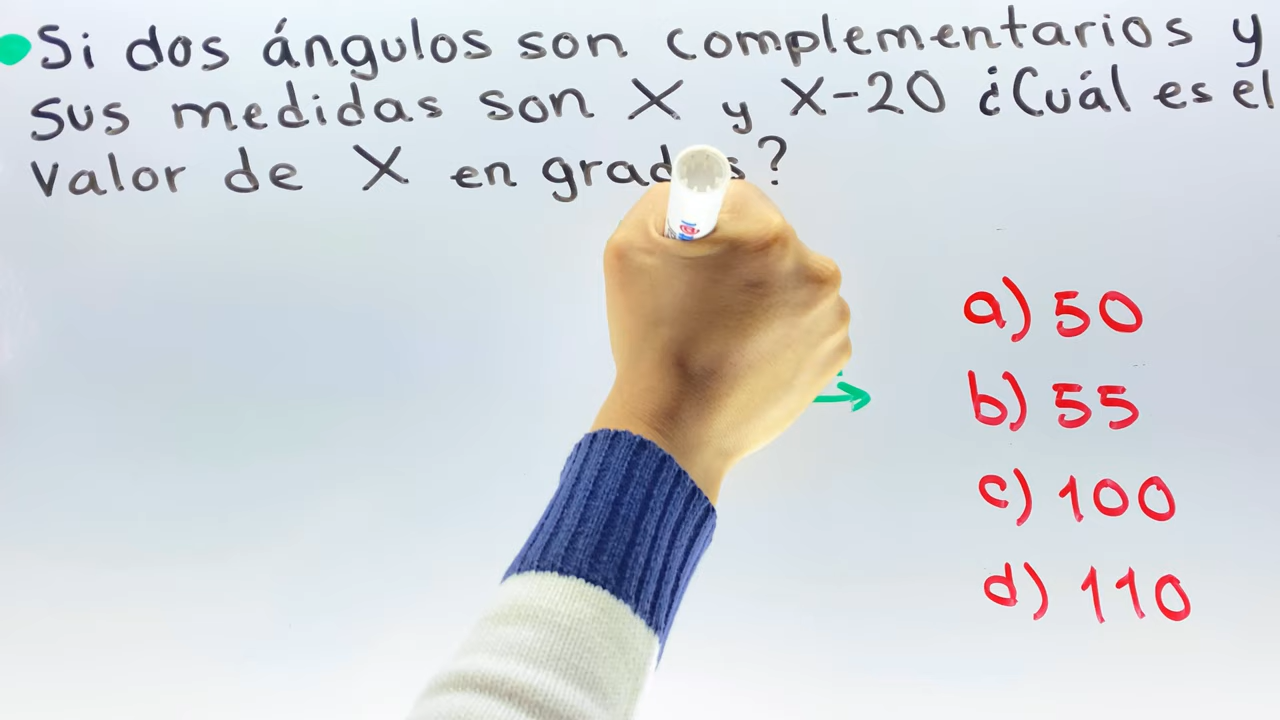 Si dos ángulos son complementarios y
sus medidas son X y X-20 ¿Cuál es el
valor de X en grados?
a) 50
b) 55
c) 100
d) 110